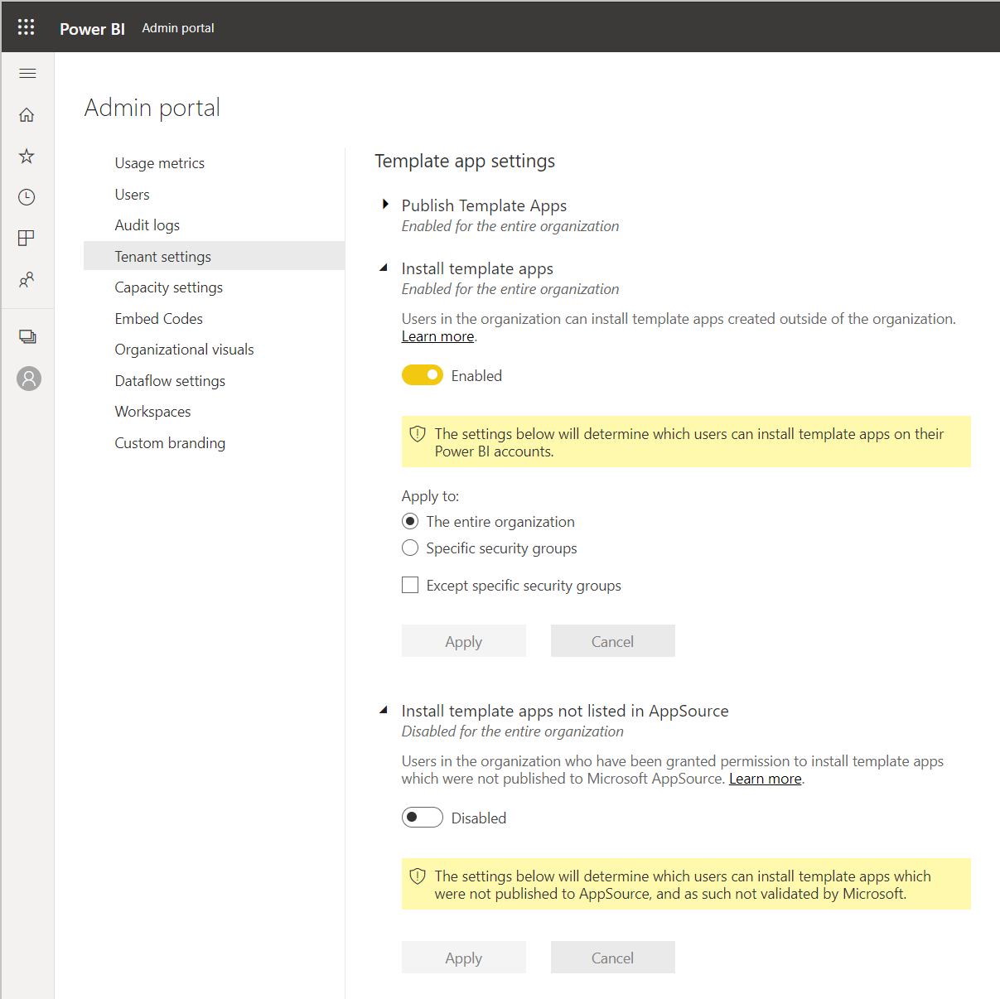 Power BI Admin portal
Admin portal
Usage metrics
Users
Audit logs
Tenant settings
Capacity settings
Embed Codes
Organizational visuals
Dataflow settings
Workspaces
Custom branding
Template app settings
Publish Template Apps
Enabled for the entire organization
Install template apps
Enabled for the entire organization
Users in the organization can install template apps created outside of the organization.
Learn more.
Enabled
The settings below will determine which users can install template apps on their
Power BI accounts.
Apply to:
The entire organization
Specific security groups
Except specific security groups
Apply Cancel
Install template apps not listed in AppSource
Disabled for the entire organization
Users in the organization who have been granted permission to install template apps
which were not published to Microsoft AppSource. Learn more.
Disabled
The settings below will determine which users can install template apps which
were not published to AppSource, and as such not validated by Microsoft.
Apply Cancel